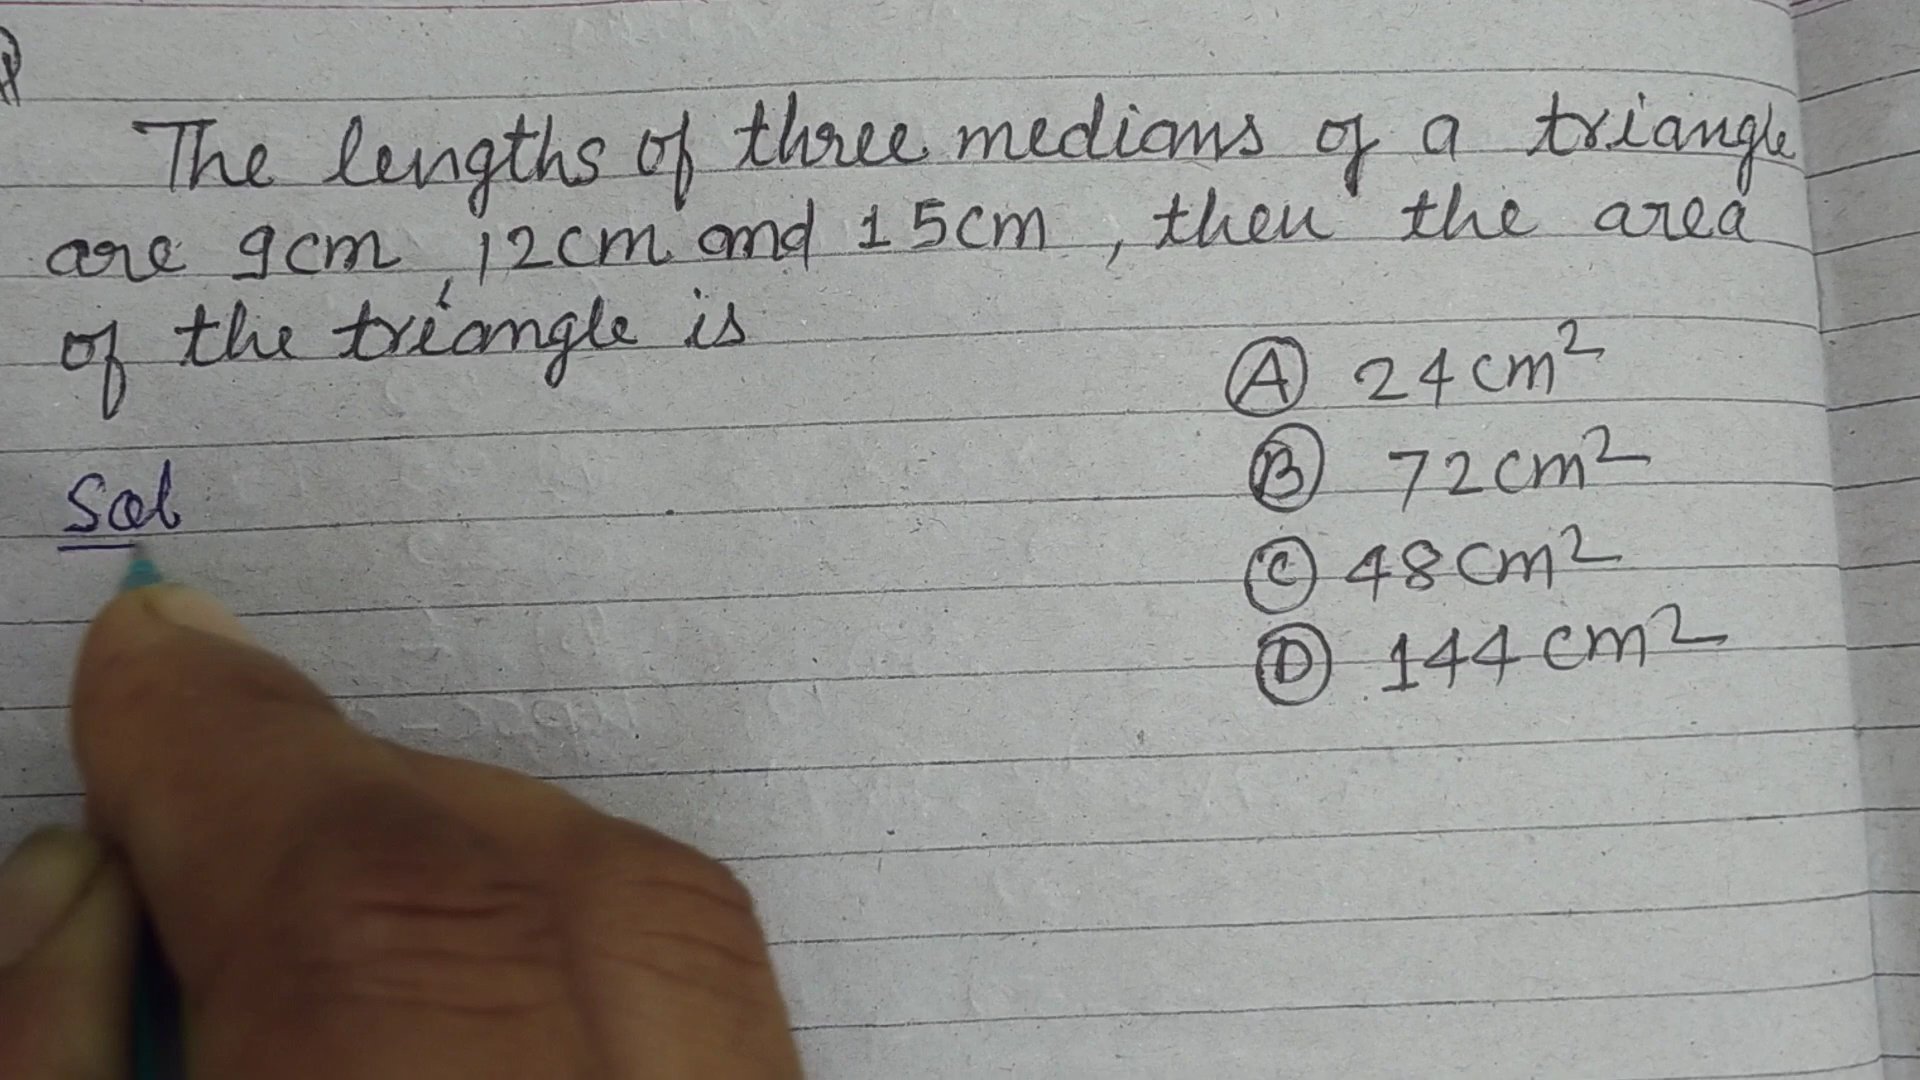 The lengths of three medians of a triangle
are 9cm, 12cm and 15cm, then the area
of the triangle is
(A) 24cm²
(B) 72cm²
Sol
(C) 48cm²
(D) 144cm²